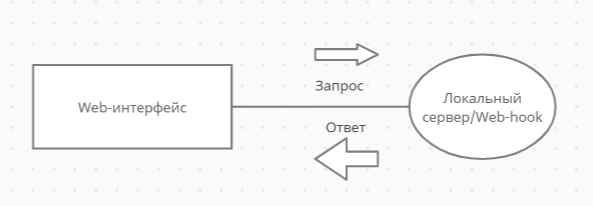 Запрос
Web-интерфейс
Локальный
сервер/Web-hook
Ответ